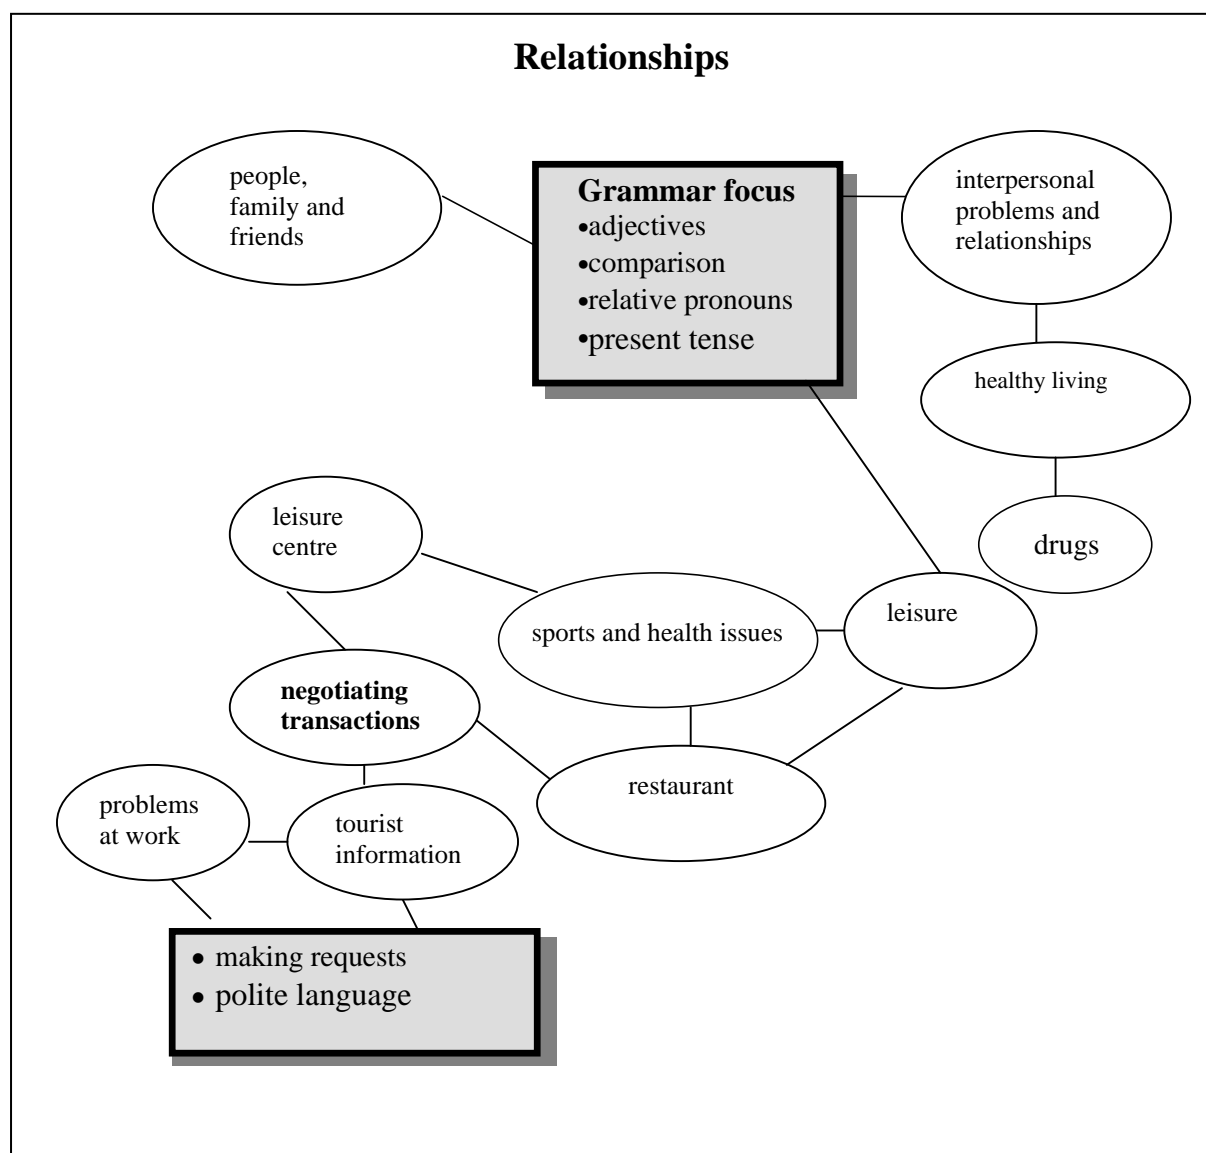 Relationships
people,
family and
friends
Grammar focus
•adjectives
•comparison
•relative pronouns
•present tense
interpersonal
problems and
relationships
healthy living
drugs
leisure
centre
sports and health issues
leisure
negotiating
transactions
restaurant
problems
at work
tourist
information
• making requests
• polite language